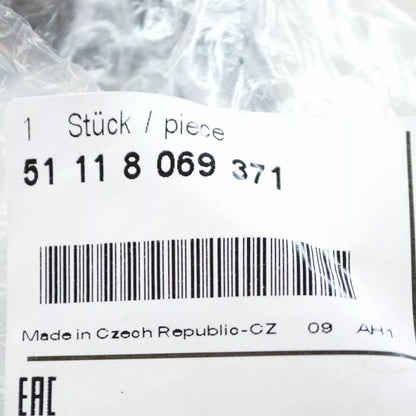 1 Stück / piece
51 11 8 069 371
Made in Czech Republic-CZ 09 AH1
EAC